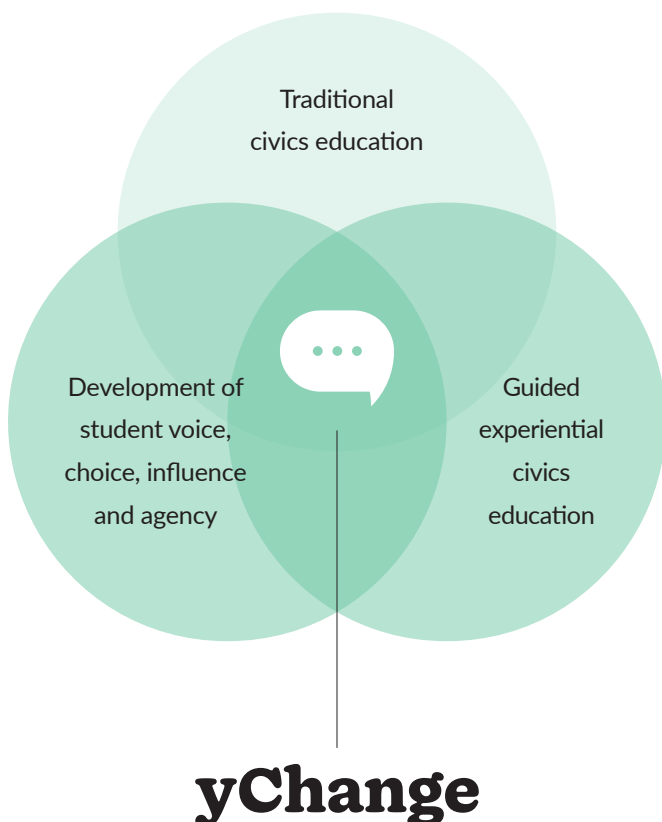 Traditional
civics education
Development of
student voice,
choice, influence
and agency
Guided
experiential
civics
education
yChange